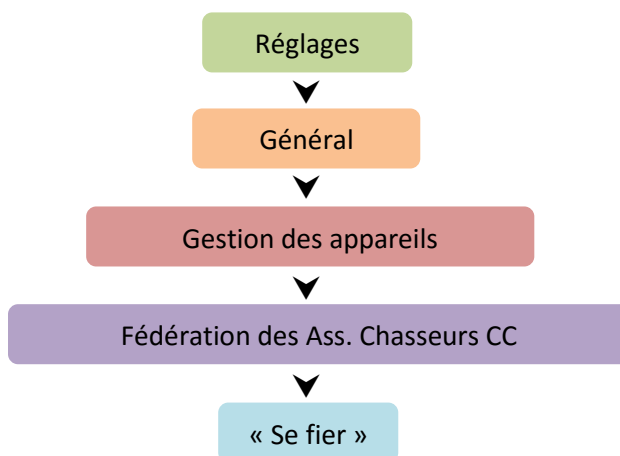 Réglages
Général
Gestion des appareils
Fédération des Ass. Chasseurs CC
« Se fier »